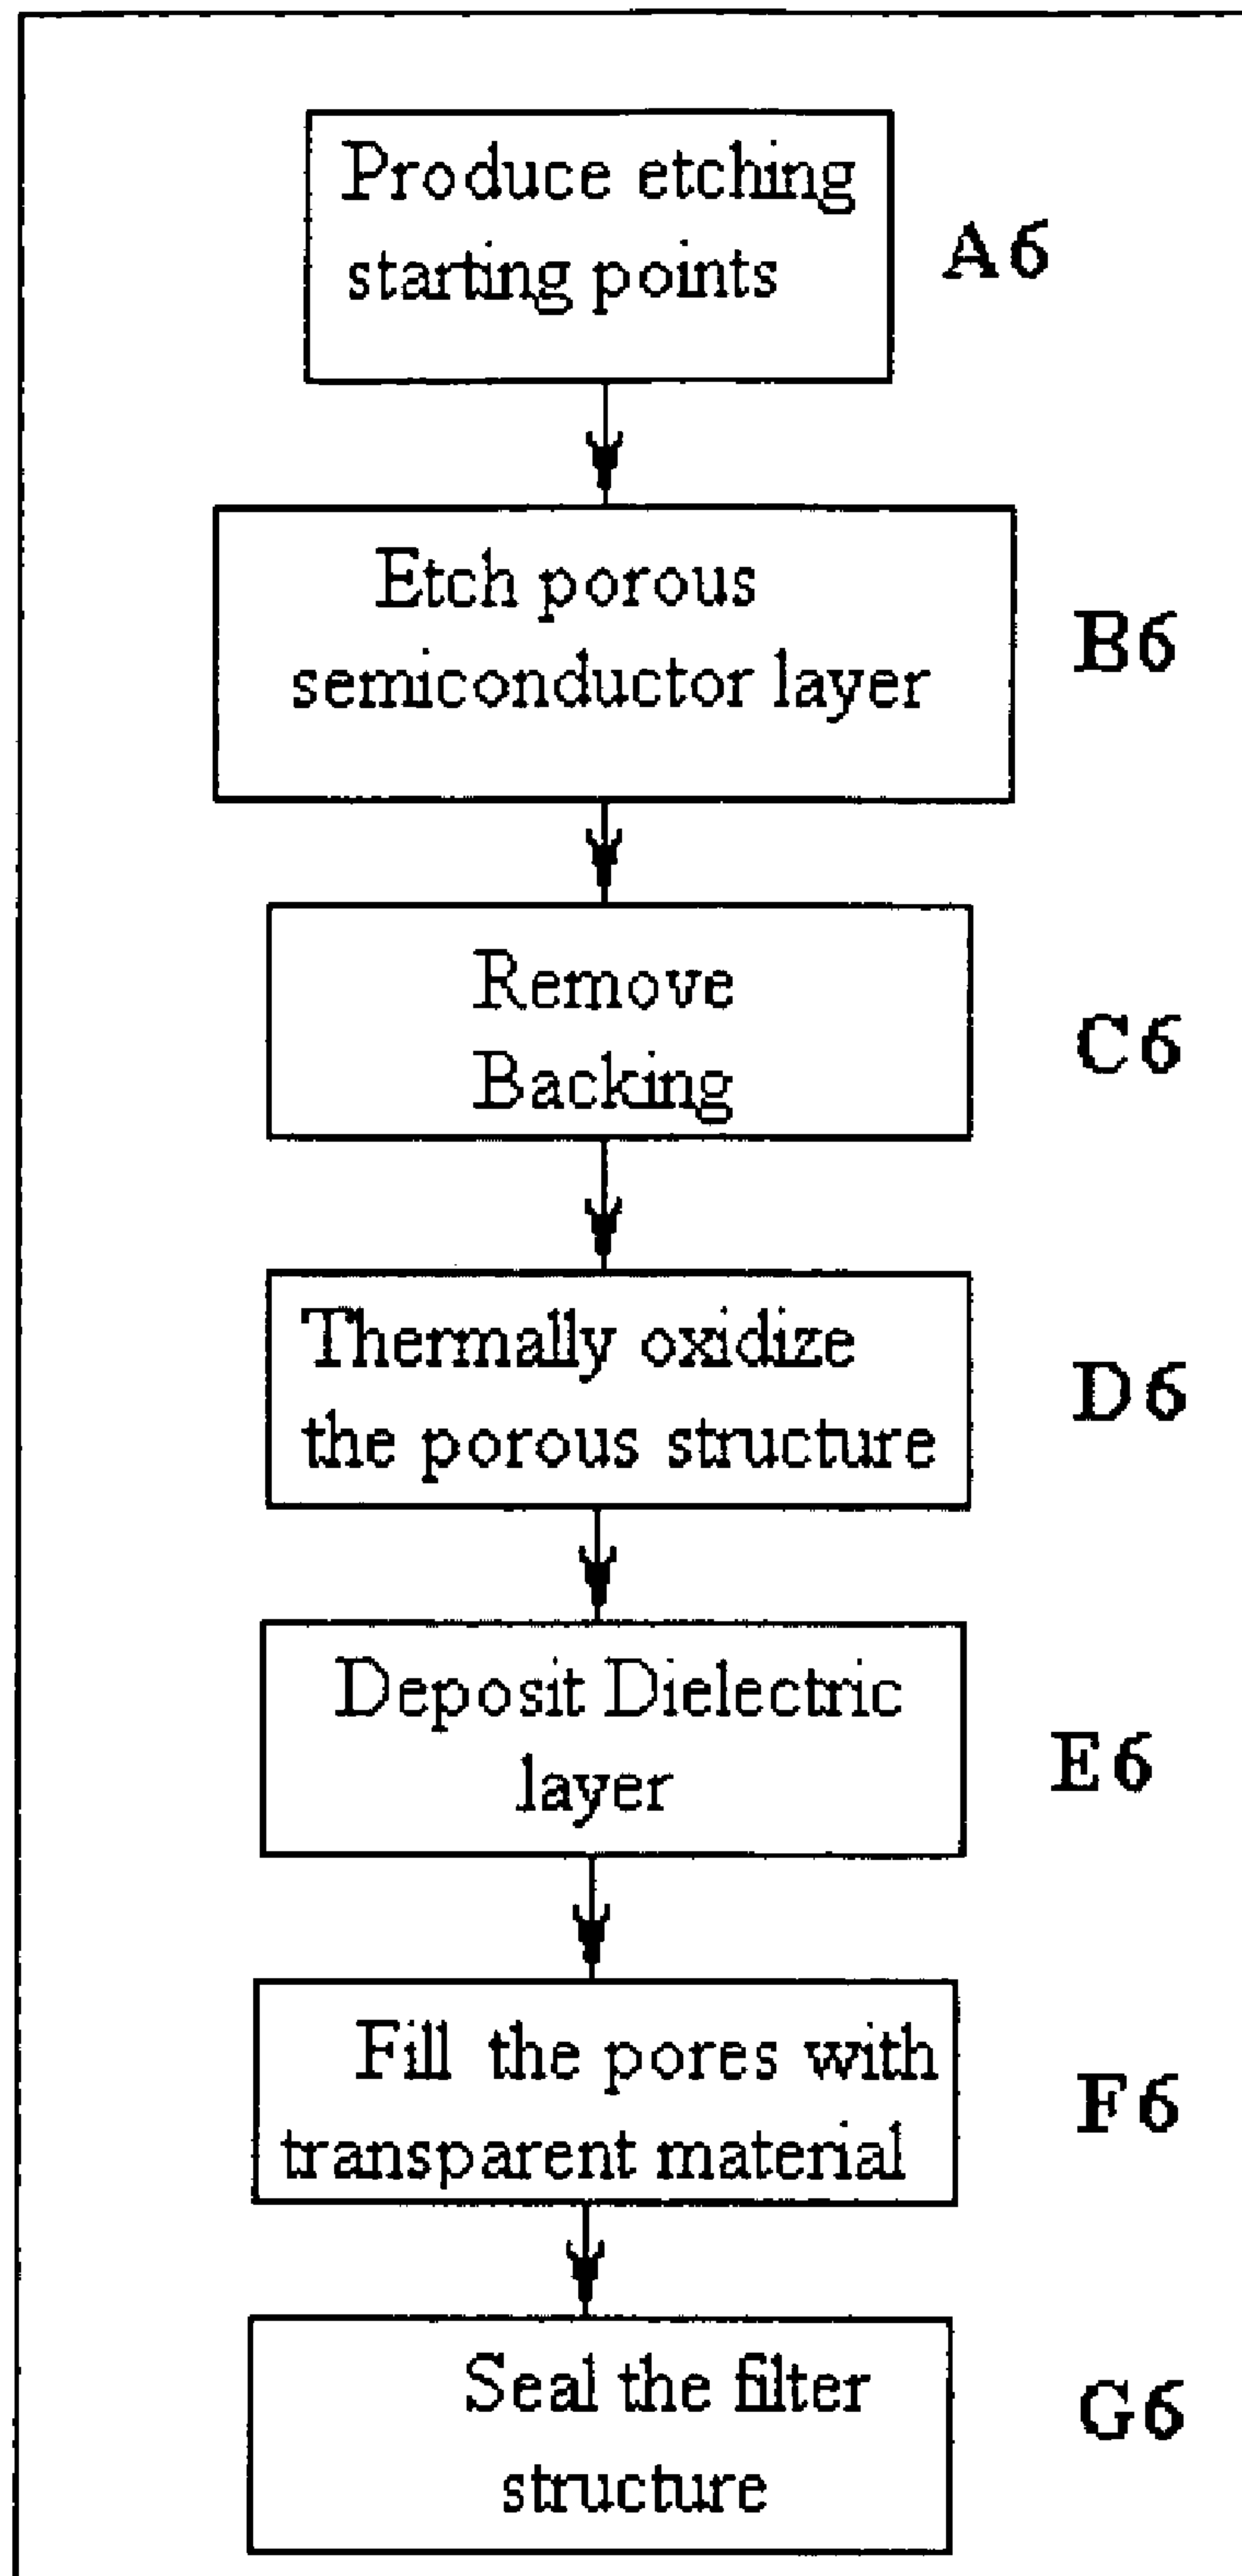 Produce etching
starting points
A6
Etch porous
semiconductor layer
B6
Remove
Backing
C6
Thermally oxidize
the porous structure
D6
Deposit Dielectric
layer
E6
Fill the pores with
transparent material
F6
Seal the filter
structure
G6